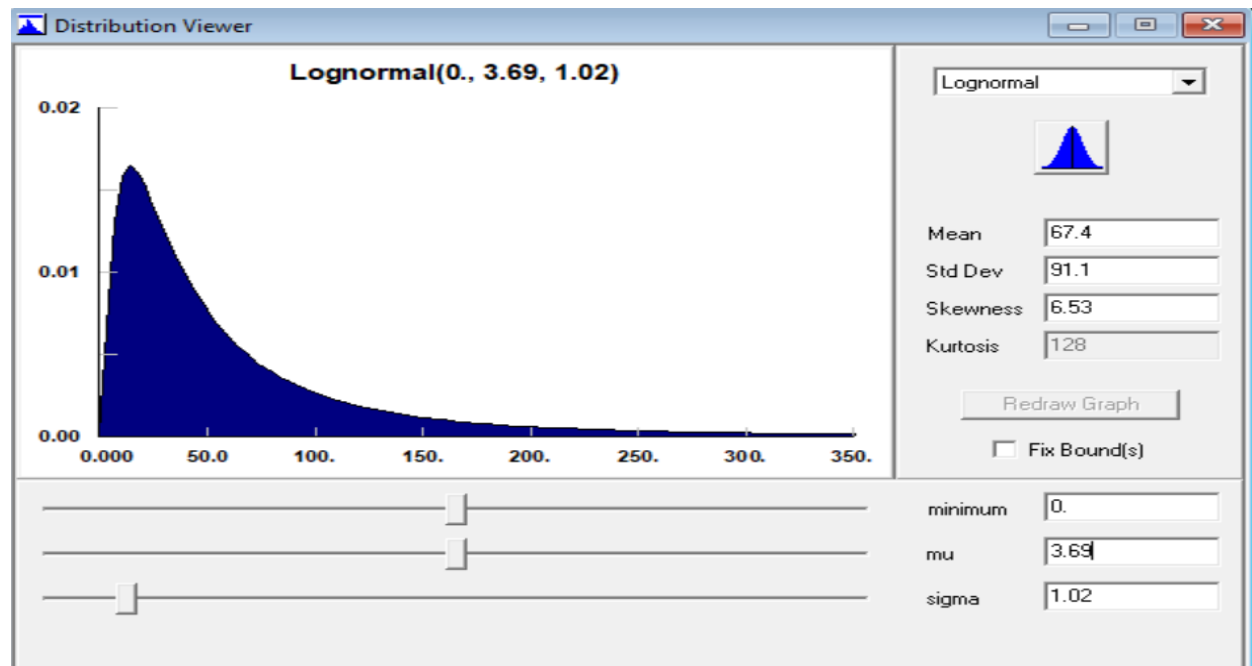 Distribution Viewer
Lognormal(0., 3.69, 1.02)
0.02
0.01
0.00
0.000 50.0 100. 150. 200. 250. 300. 350.
Lognormal
Mean 67.4
Std Dev 91.1
Skewness 6.53
Kurtosis 128
Redraw Graph
Fix Bound(s)
minimum 0.
mu 3.69
sigma 1.02